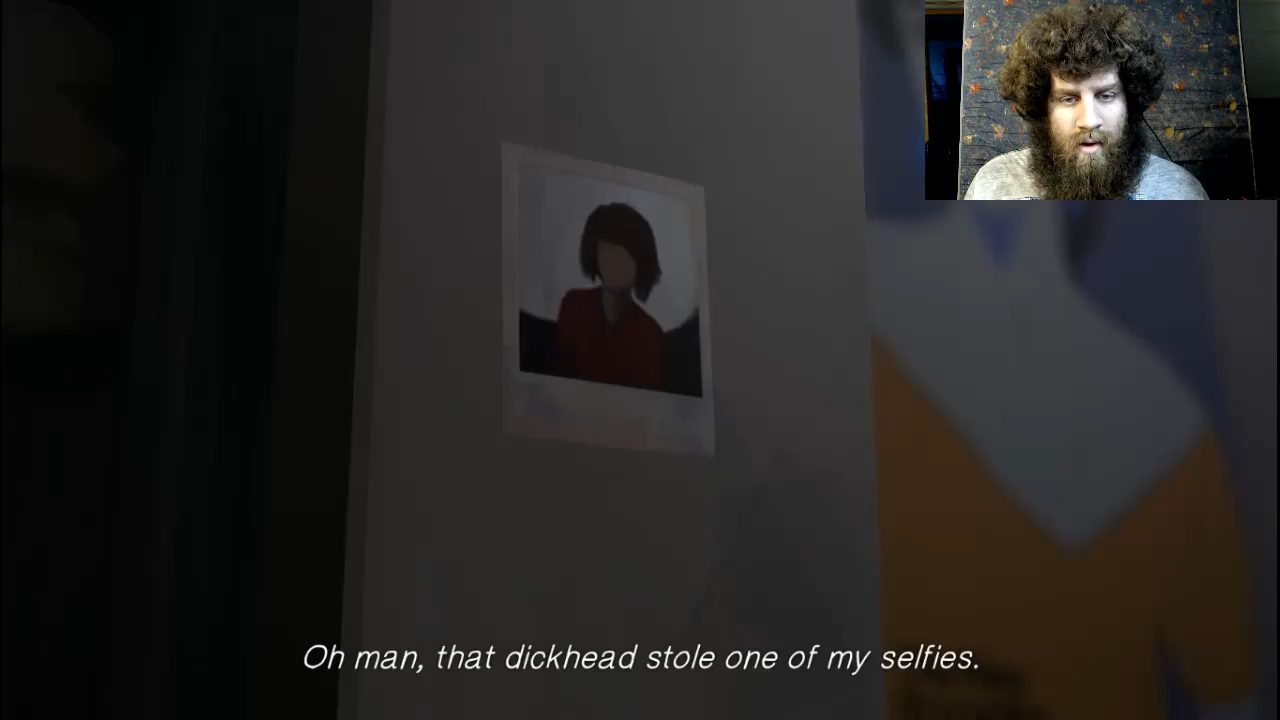 Oh man, that dickhead stole one of my selfies.